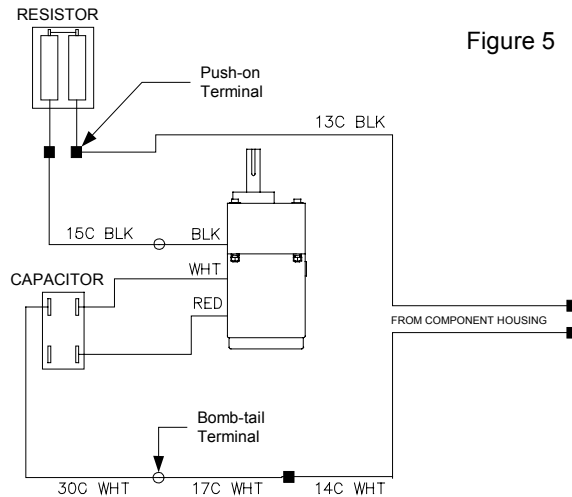 RESISTOR
Figure 5
Push-on
Terminal
13C BLK
15C BLK
BLK
WHT
CAPACITOR
RED
FROM COMPONENT HOUSING
Bomb-tail
Terminal
30C WHT
17C WHT
14C WHT